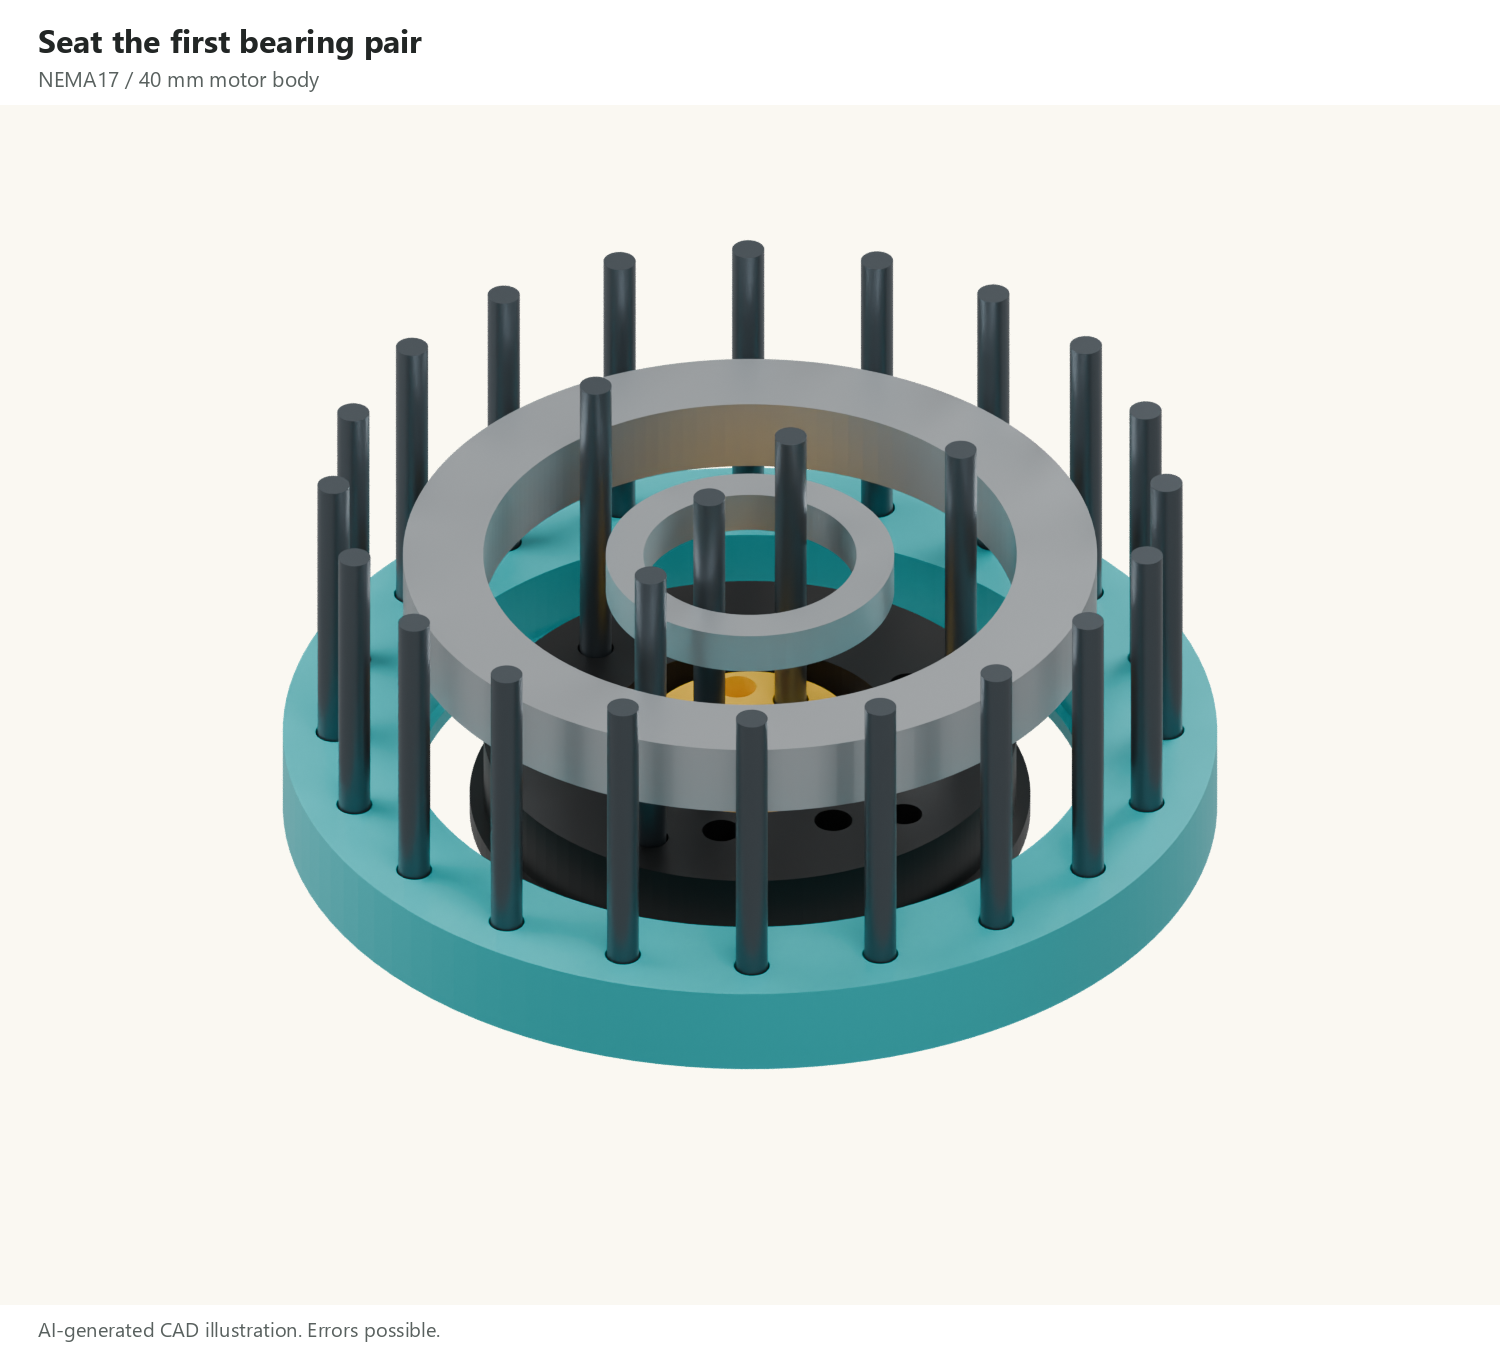 Seat the first bearing pair
NEMA17 / 40 mm motor body
AI-generated CAD illustration. Errors possible.